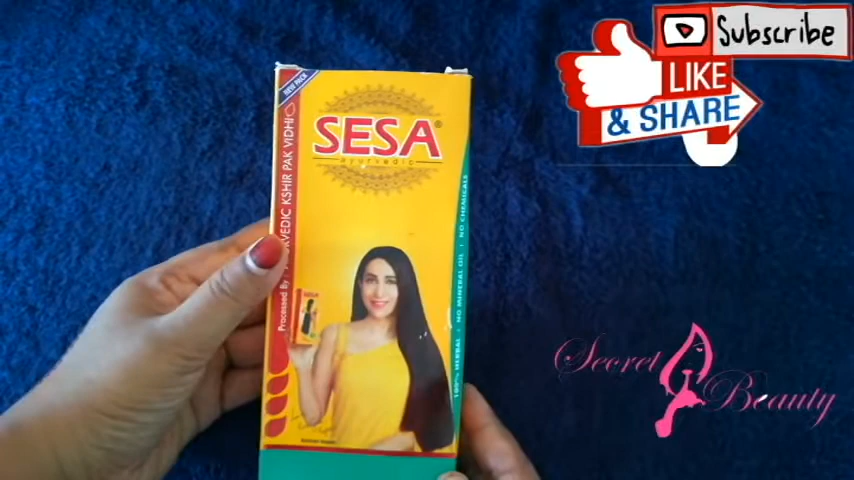 Subscribe
LIKE
& SHARE
NEW PACK
SESA®
ayurvedic
Processed By AYURVEDIC KSHIR PAK VIDHI
100% HERBAL | NO MINERAL OIL | NO CHEMICALS
SESA
Secret Beauty